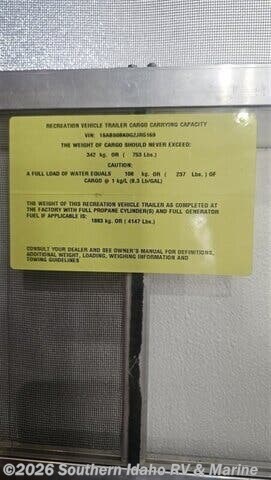 RECREATION VEHICLE TRAILER CARGO CARRYING CAPACITY
VIN:
THE WEIGHT OF CARGO SHOULD NEVER EXCEED:
342 kg. OR ( 753 Lbs.)
CAUTION:
A FULL LOAD OF WATER EQUALS 108 kg. OR ( 237 Lbs.) OF
CARGO @ 1 kg/L (8.3 Lb/GAL)
THE WEIGHT OF THIS RECREATION VEHICLE TRAILER AS COMPLETED AT
THE FACTORY WITH FULL PROPANE CYLINDER(S) AND FULL GENERATOR
FUEL IF APPLICABLE IS:
1883 kg. OR ( 4147 Lbs.)
CONSULT YOUR DEALER AND SEE OWNER'S MANUAL FOR DEFINITIONS,
ADDITIONAL WEIGHT, LOADING, WEIGHING INFORMATION AND
TOWING GUIDELINES
©2026 Southern Idaho RV & Marine